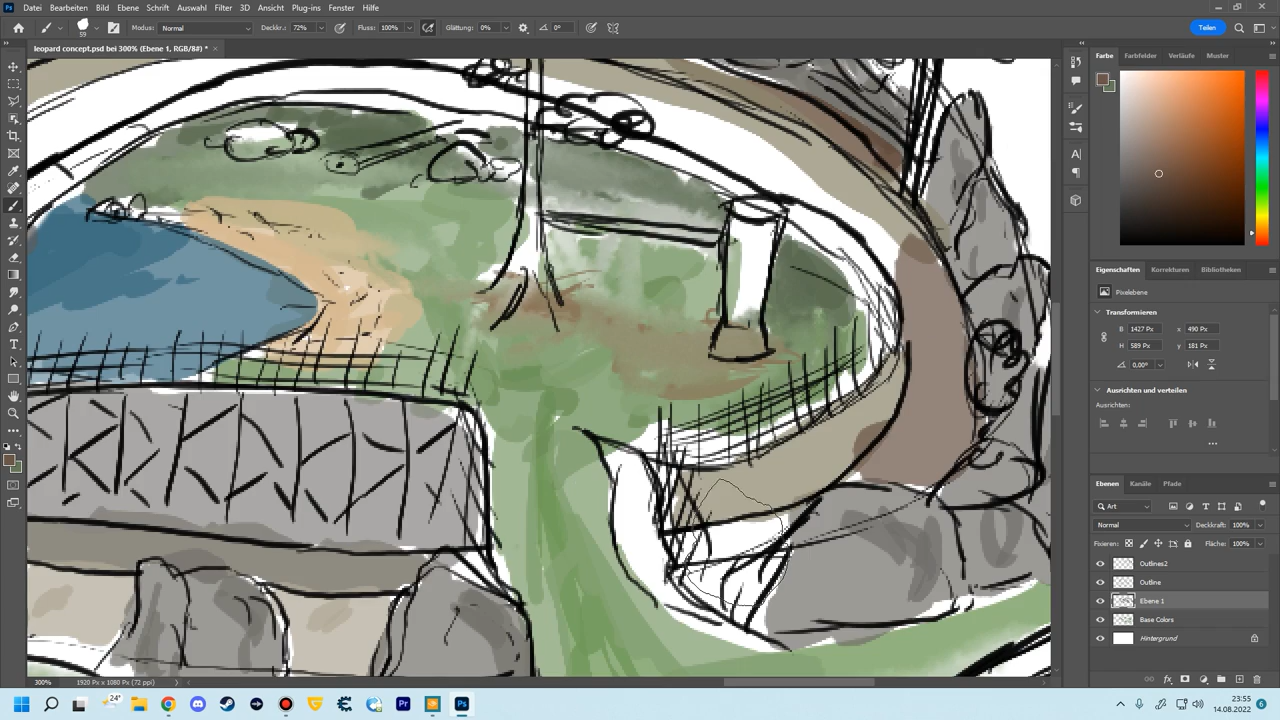 Datei Bearbeiten Bild Ebene Schrift Auswahl Filter 3D Ansicht Plug-ins Fenster Hilfe
59 Modus: Normal Deckkr.: 72% Fluss: 100% Glättung: 0% 0° Teilen
leopard concept.psd bei 300% (Ebene 1, RGB/8#) *
Farbe Farbfelder Verläufe Muster
Eigenschaften Korrekturen Bibliotheken
Pixelebene
Transformieren
B 1427 Px x 490 Px
H 589 Px y 181 Px
0,00°
Ausrichten und verteilen
Ausrichten:
Ebenen Kanäle Pfade
Art
Normal Deckkraft: 100%
Fixieren: Fläche: 100%
Outlines2
Outline
Ebene 1
Base Colors
Hintergrund
300% 1920 Px x 1080 Px (72 ppi)
24°
23:55
14.08.2022
6